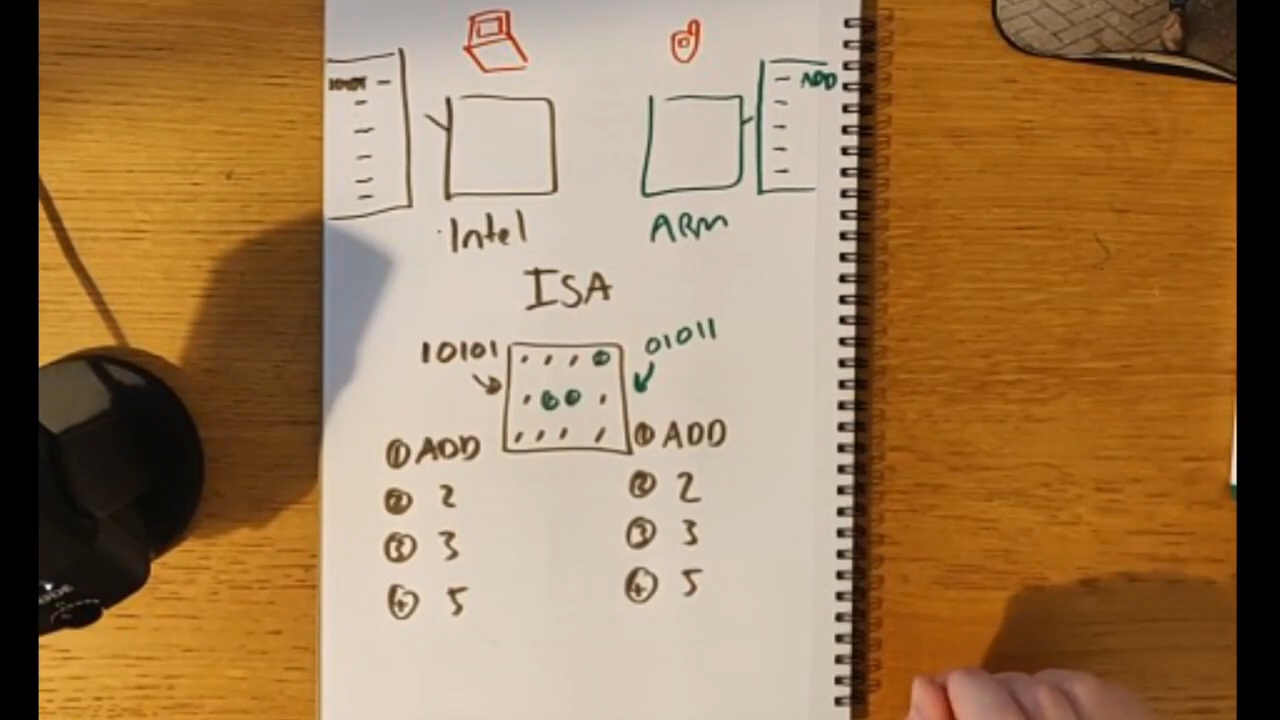 ADD
Intel
ARM
ISA
10101
01011
① ADD
① ADD
② 2
② 2
③ 3
③ 3
④ 5
④ 5